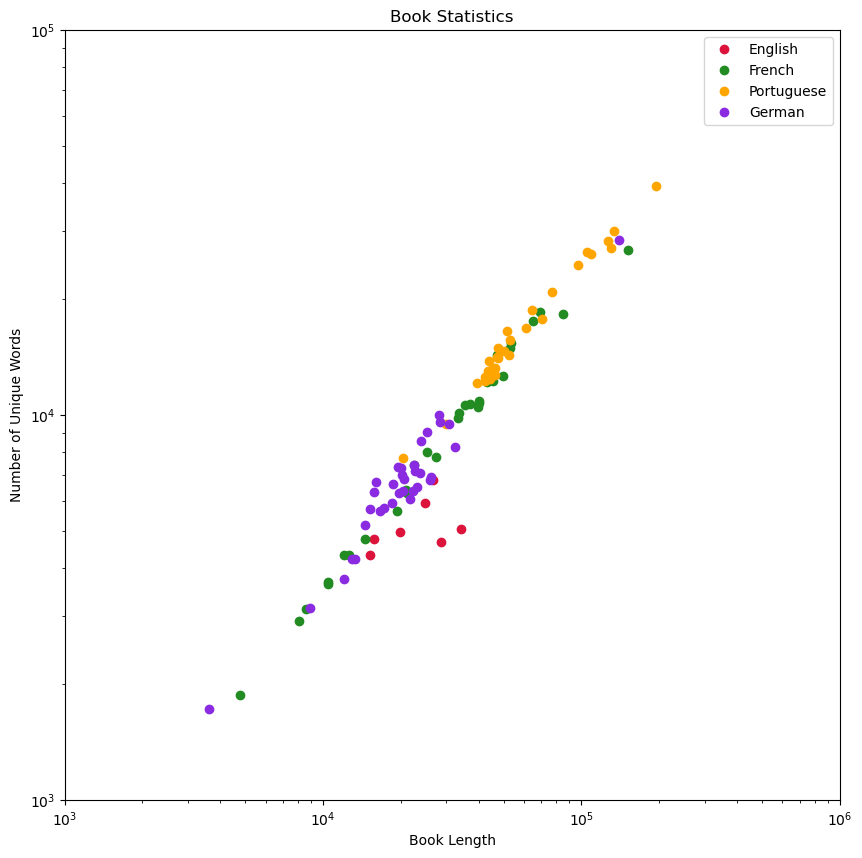 Book Statistics
English
French
Portuguese
German
Number of Unique Words
10^5
10^4
10^3
10^3
10^4
10^5
10^6
Book Length